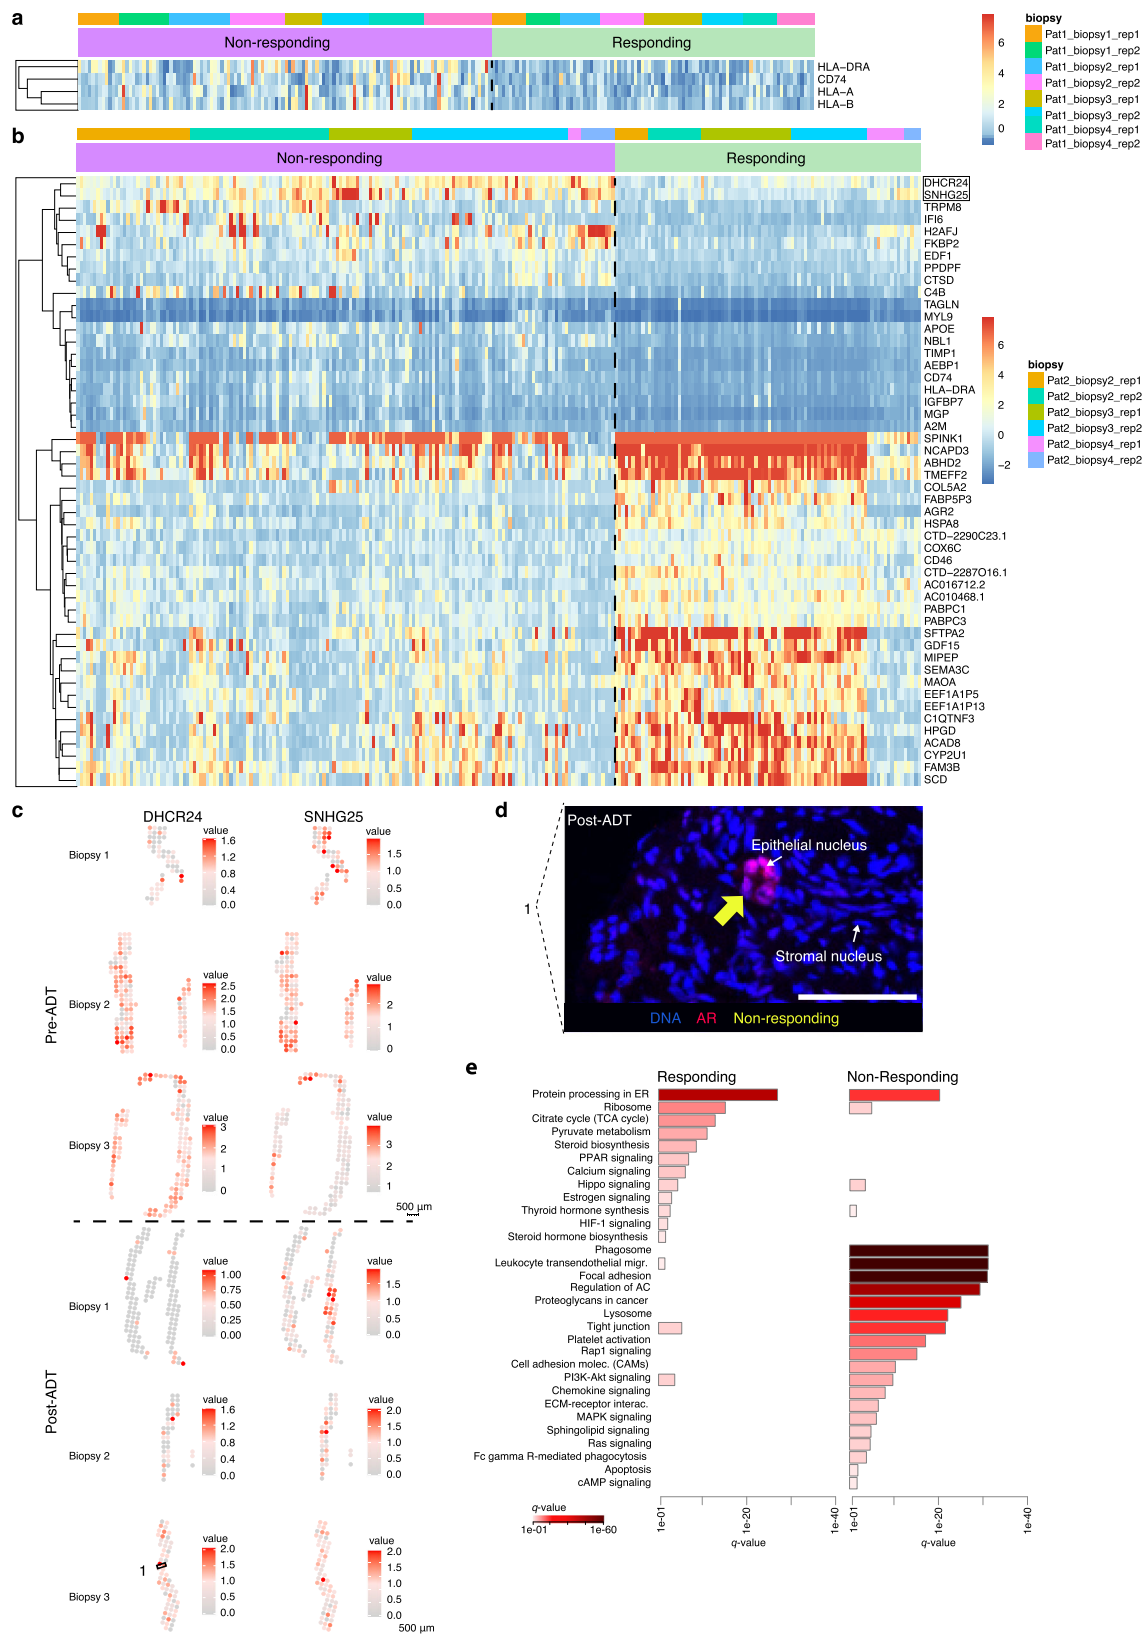 a
Non-responding
Responding
HLA−DRA
CD74
HLA−A
HLA−B
6
4
2
0
biopsy
Pat1_biopsy1_rep1
Pat1_biopsy1_rep2
Pat1_biopsy2_rep1
Pat1_biopsy2_rep2
Pat1_biopsy3_rep1
Pat1_biopsy3_rep2
Pat1_biopsy4_rep1
Pat1_biopsy4_rep2
b
Non-responding
Responding
DHCR24
SNHG25
TRPM8
IFI6
H2AFJ
FKBP2
EDF1
PPDPF
CTSD
C4B
TAGLN
MYL9
APOE
NBL1
TIMP1
AEBP1
CD74
HLA−DRA
IGFBP7
MGP
A2M
SPINK1
NCAPD3
ABHD2
TMEFF2
COL5A2
FABP5P3
AGR2
HSPA8
CTD−2290C23.1
COX6C
CD46
CTD−2287O16.1
AC016712.2
AC010468.1
PABPC1
PABPC3
SFTPA2
GDF15
MIPEP
SEMA3C
MAOA
EEF1A1P5
EEF1A1P13
C1QTNF3
HPGD
ACAD8
CYP2U1
FAM3B
SCD
6
4
2
0
−2
biopsy
Pat2_biopsy2_rep1
Pat2_biopsy2_rep2
Pat2_biopsy3_rep1
Pat2_biopsy3_rep2
Pat2_biopsy4_rep1
Pat2_biopsy4_rep2
c
DHCR24
SNHG25
Pre-ADT
Biopsy 1
value
1.6
1.2
0.8
0.4
0.0
value
1.5
1.0
0.5
0.0
Biopsy 2
value
2.5
2.0
1.5
1.0
0.5
0.0
value
2
1
0
Biopsy 3
value
3
2
1
0
value
3
2
1
500 µm
Post-ADT
Biopsy 1
value
1.00
0.75
0.50
0.25
0.00
value
1.5
1.0
0.5
0.0
Biopsy 2
value
1.6
1.2
0.8
0.4
0.0
value
2.0
1.5
1.0
0.5
0.0
Biopsy 3
1
value
2.0
1.5
1.0
0.5
0.0
value
2.0
1.5
1.0
0.5
0.0
500 µm
d
1
Post-ADT
Epithelial nucleus
Stromal nucleus
DNA AR Non-responding
e
Responding
Non-Responding
Protein processing in ER
Ribosome
Citrate cycle (TCA cycle)
Pyruvate metabolism
Steroid biosynthesis
PPAR signaling
Calcium signaling
Hippo signaling
Estrogen signaling
Thyroid hormone synthesis
HIF-1 signaling
Steroid hormone biosynthesis
Phagosome
Leukocyte transendothelial migr.
Focal adhesion
Regulation of AC
Proteoglycans in cancer
Lysosome
Tight junction
Platelet activation
Rap1 signaling
Cell adhesion molec. (CAMs)
PI3K-Akt signaling
Chemokine signaling
ECM-receptor interac.
MAPK signaling
Sphingolipid signaling
Ras signaling
Fc gamma R-mediated phagocytosis
Apoptosis
cAMP signaling
q-value
1e-01 1e-60
1e-01
1e-20
1e-40
q-value
1e-01
1e-20
1e-40
q-value